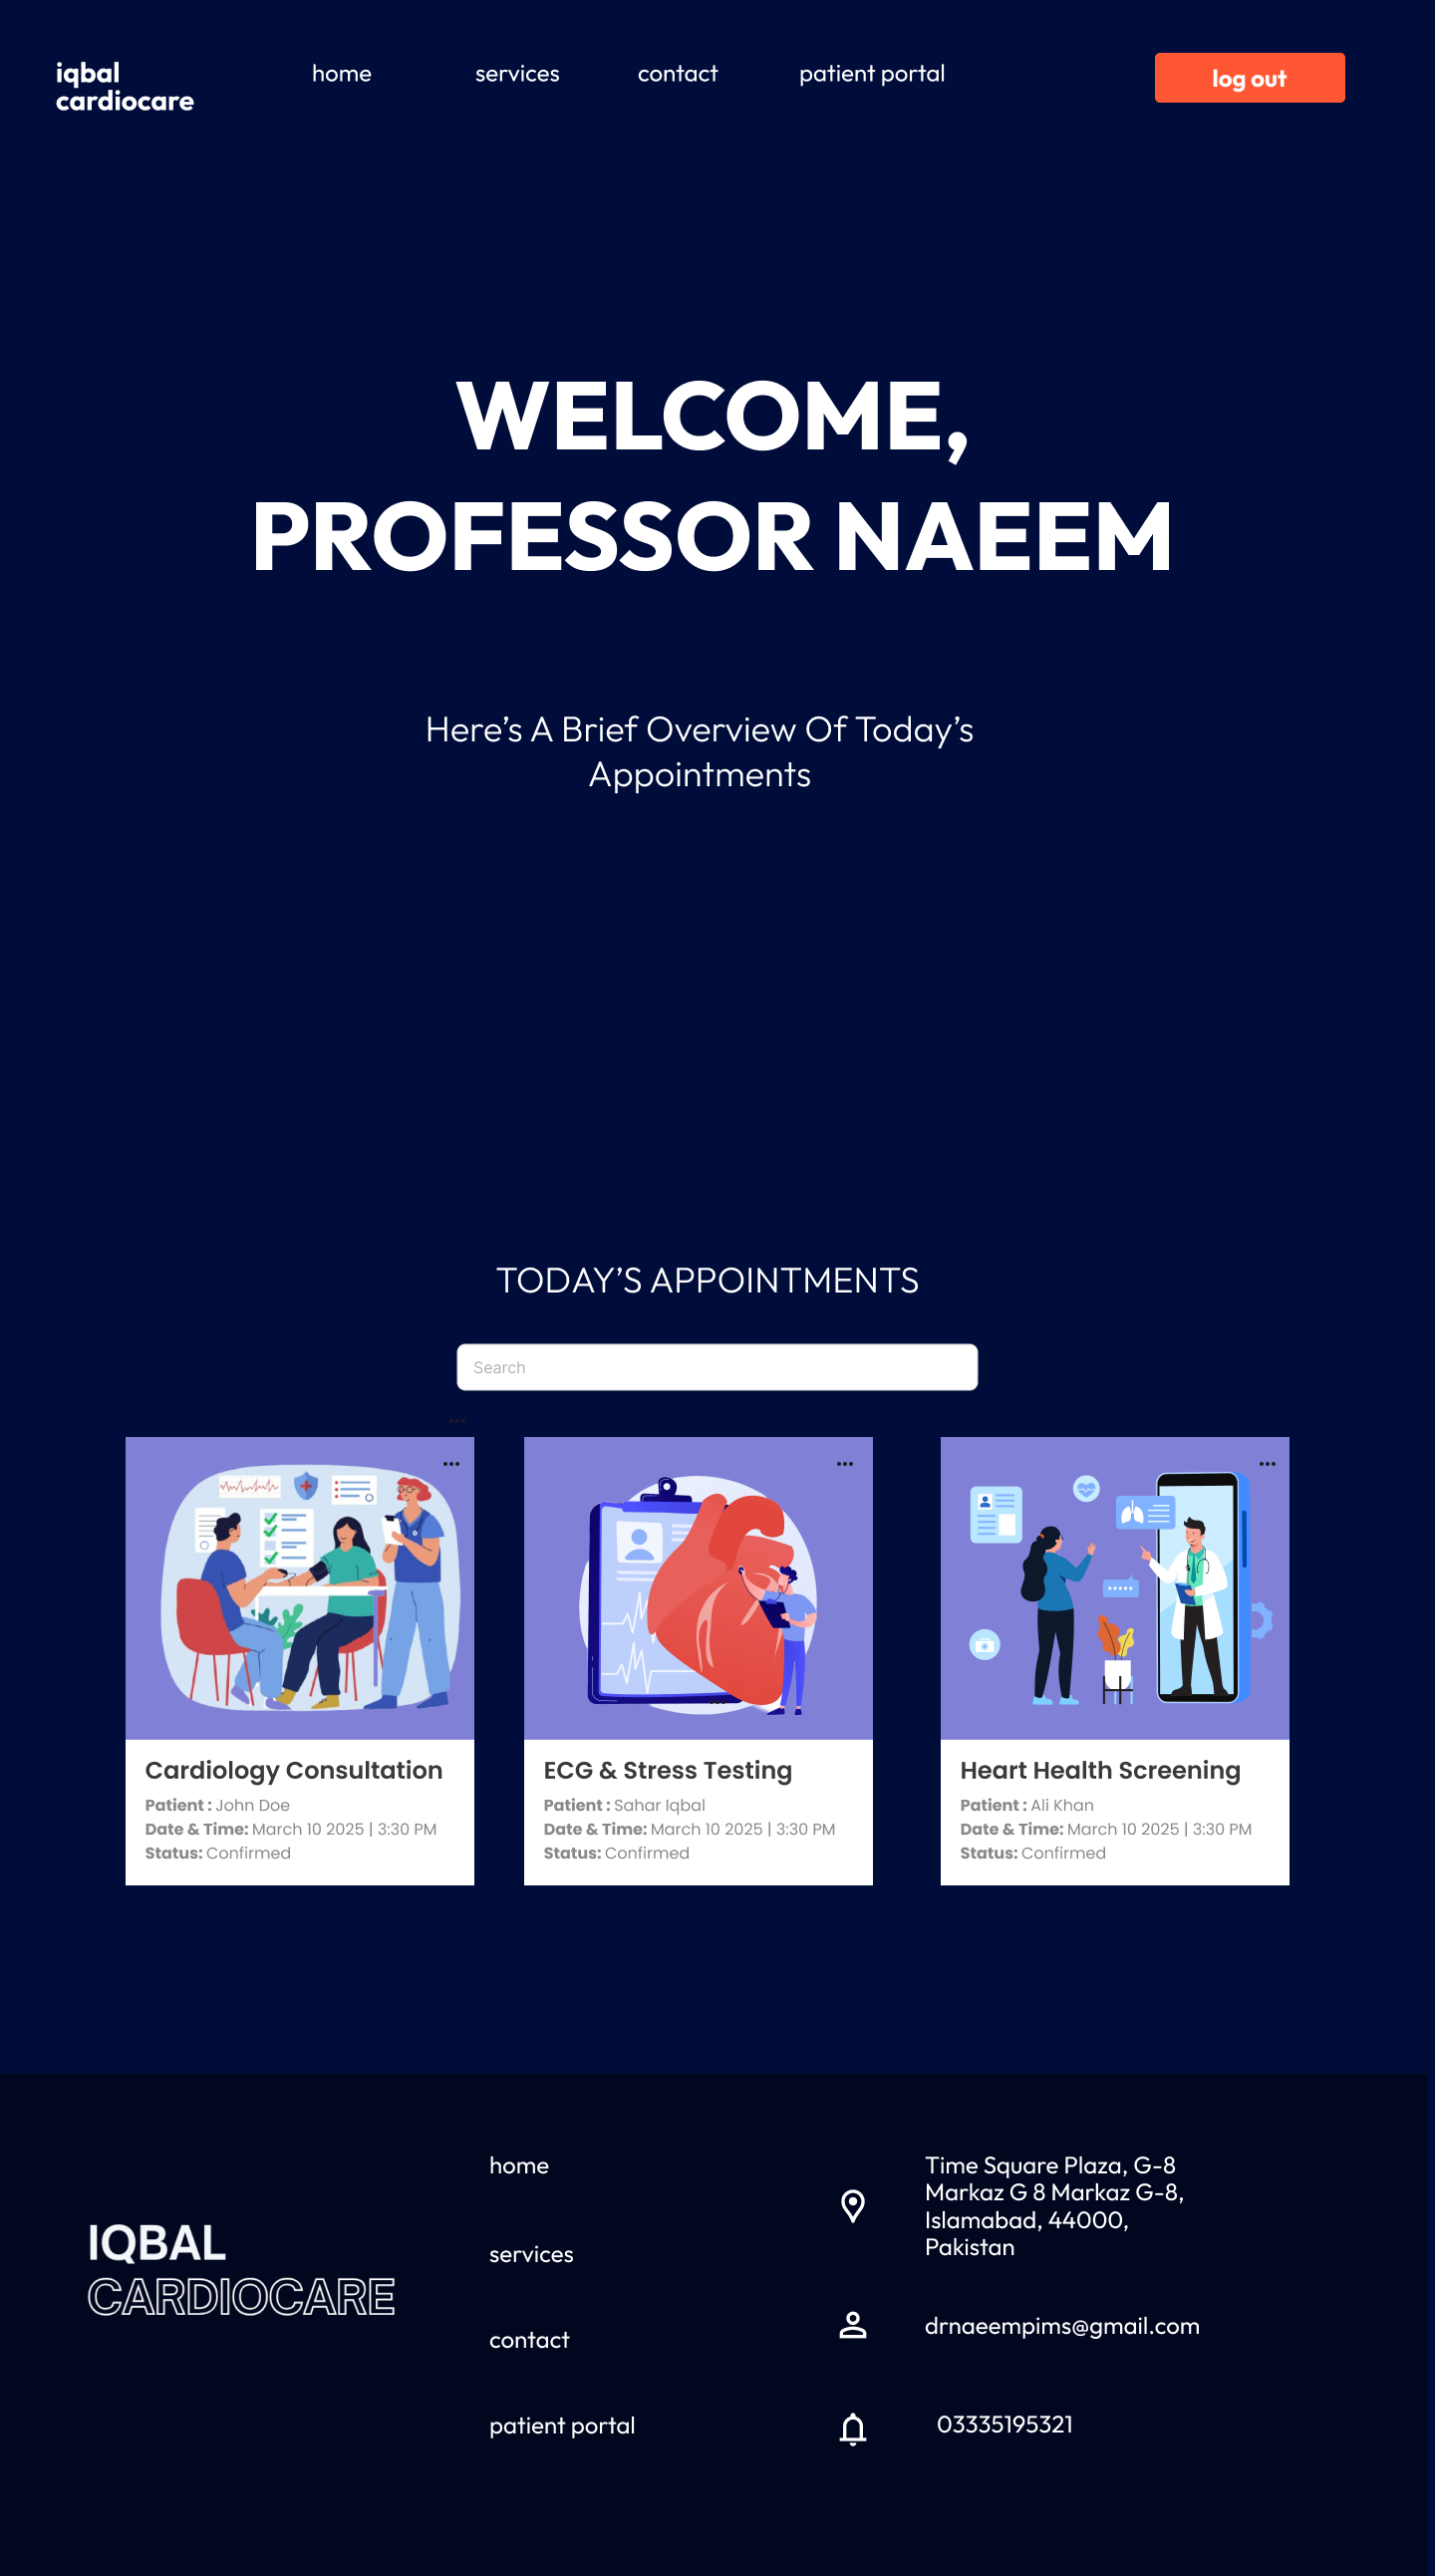 iqbal
cardiocare
home
services
contact
patient portal
log out
WELCOME,
PROFESSOR NAEEM
Here’s A Brief Overview Of Today’s
Appointments
TODAY’S APPOINTMENTS
Search
Cardiology Consultation
Patient : John Doe
Date & Time: March 10 2025 | 3:30 PM
Status: Confirmed
ECG & Stress Testing
Patient : Sahar Iqbal
Date & Time: March 10 2025 | 3:30 PM
Status: Confirmed
Heart Health Screening
Patient : Ali Khan
Date & Time: March 10 2025 | 3:30 PM
Status: Confirmed
IQBAL
CARDIOCARE
home
services
contact
patient portal
Time Square Plaza, G-8
Markaz G 8 Markaz G-8,
Islamabad, 44000,
Pakistan
drnaeempims@gmail.com
03335195321